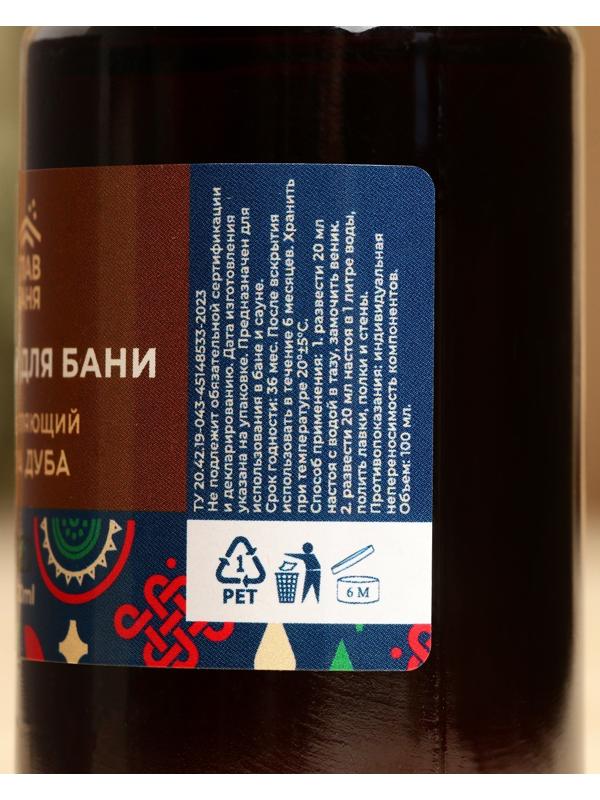 ДЛЯ БАНИ
ДУБА
ТУ 20.42.19-043-45148533-2023
Не подлежит обязательной сертификации
и декларированию. Дата изготовления
указана на упаковке. Предназначен для
использования в бане и сауне.
Срок годности: 36 мес. После вскрытия
использовать в течение 6 месяцев. Хранить
при температуре 20°±5°С.
Способ применения: 1. развести 20 мл
настоя с водой в тазу, замочить веник.
2. развести 20 мл настоя в 1 литре воды,
полить лавки, полки и стены.
Противопоказания: индивидуальная
непереносимость компонентов.
Объем: 100 мл.
1
PET
6 M